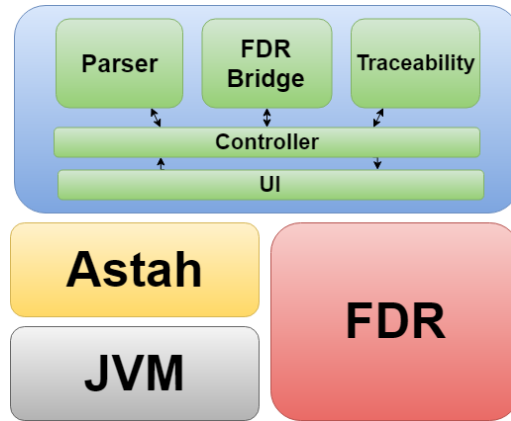 Parser
FDR
Bridge
Traceability
Controller
UI
Astah
FDR
JVM